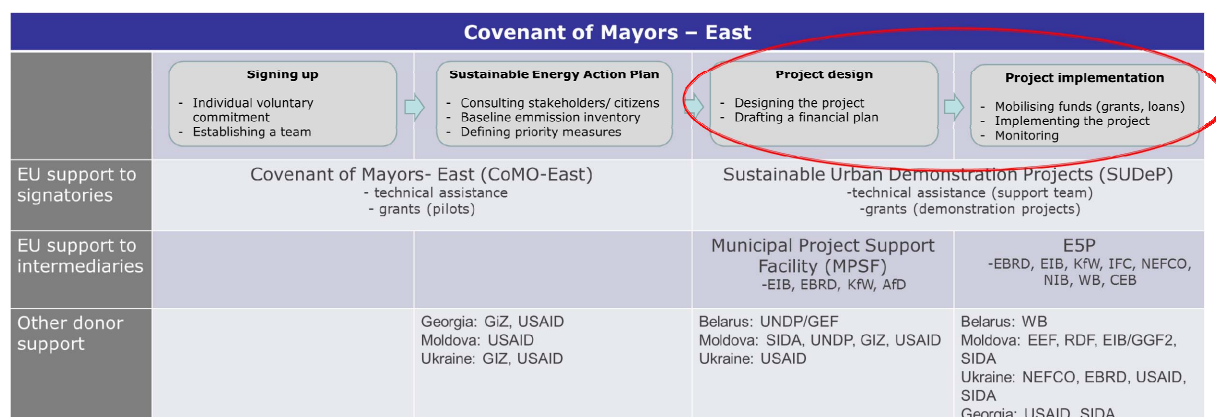 Covenant of Mayors – East
Signing up
- Individual voluntary
commitment
- Establishing a team
Sustainable Energy Action Plan
- Consulting stakeholders/ citizens
- Baseline emmission inventory
- Defining priority measures
Project design
- Designing the project
- Drafting a financial plan
Project implementation
- Mobilising funds (grants, loans)
- Implementing the project
- Monitoring
EU support to
signatories
Covenant of Mayors- East (CoMO-East)
- technical assistance
- grants (pilots)
Sustainable Urban Demonstration Projects (SUDeP)
-technical assistance (support team)
-grants (demonstration projects)
EU support to
intermediaries
Municipal Project Support
Facility (MPSF)
-EIB, EBRD, KfW, AfD
E5P
-EBRD, EIB, KfW, IFC, NEFCO,
NIB, WB, CEB
Other donor
support
Georgia: GiZ, USAID
Moldova: USAID
Ukraine: GIZ, USAID
Belarus: UNDP/GEF
Moldova: SIDA, UNDP, GIZ, USAID
Ukraine: USAID
Belarus: WB
Moldova: EEF, RDF, EIB/GGF2,
SIDA
Ukraine: NEFCO, EBRD, USAID,
SIDA
Georgia: USAID, SIDA